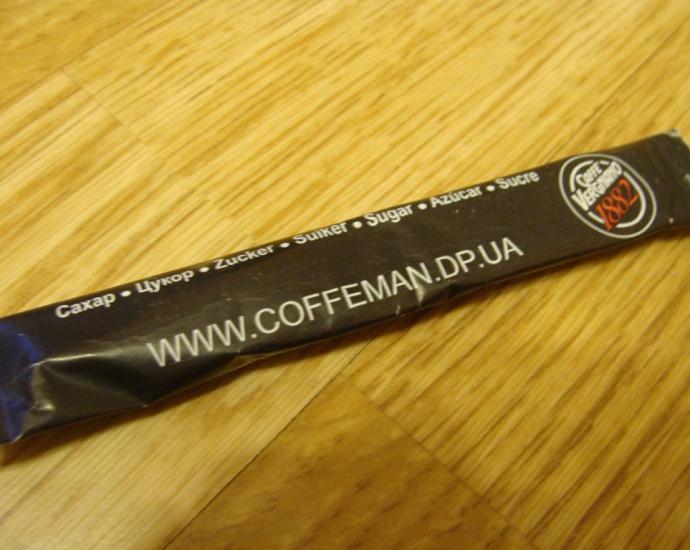 Сахар • Цукор • Zucker • Suiker • Sugar • Azúcar • Sucre
WWW.COFFEMAN.DP.UA
CAFFÈ
VERGNANO
1882